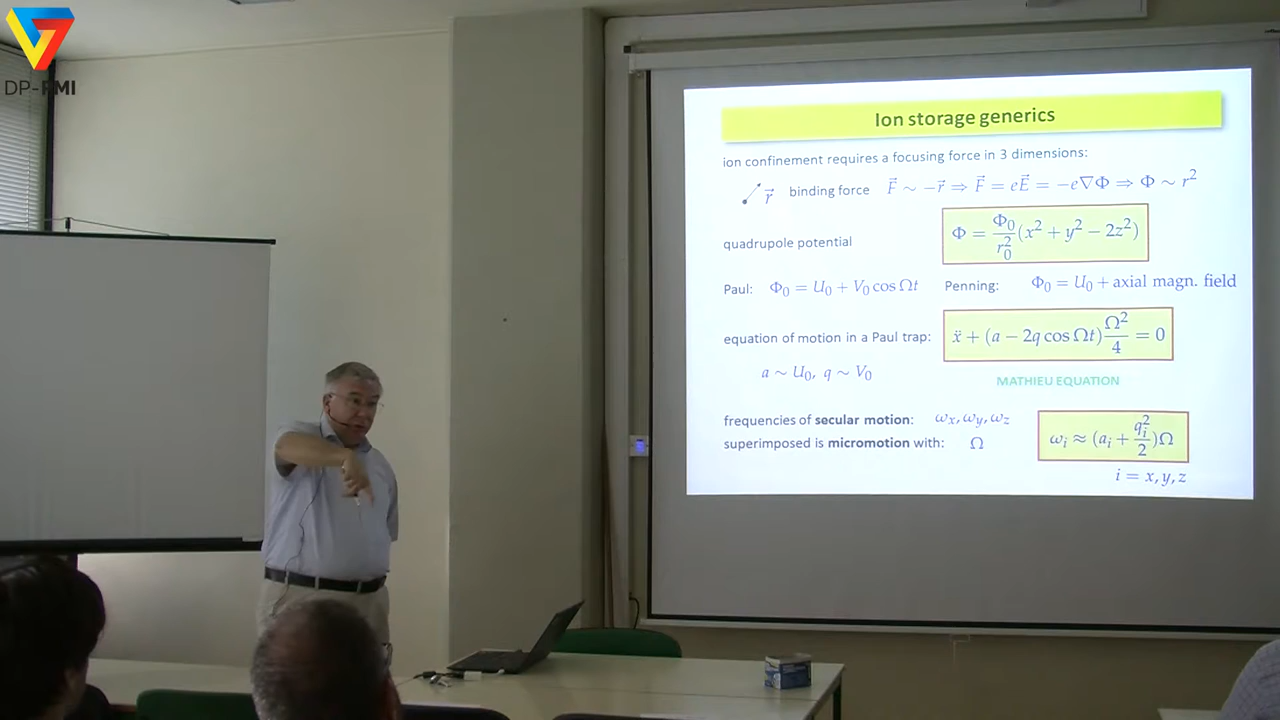 DP-PMI
Ion storage generics
ion confinement requires a focusing force in 3 dimensions:
r⃗ binding force F⃗ ∼ −r⃗ ⇒ F⃗ = eE⃗ = −e∇Φ ⇒ Φ ∼ r²
quadrupole potential Φ = Φ₀/r₀² (x² + y² − 2z²)
Paul: Φ₀ = U₀ + V₀ cos Ωt Penning: Φ₀ = U₀ + axial magn. field
equation of motion in a Paul trap: ẍ + (a − 2q cos Ωt) Ω²/4 = 0
a ∼ U₀, q ∼ V₀
MATHIEU EQUATION
frequencies of secular motion: ωₓ, ωᵧ, ω_z
superimposed is micromotion with: Ω
ωᵢ ≈ (aᵢ + qᵢ²/2)Ω
i = x, y, z